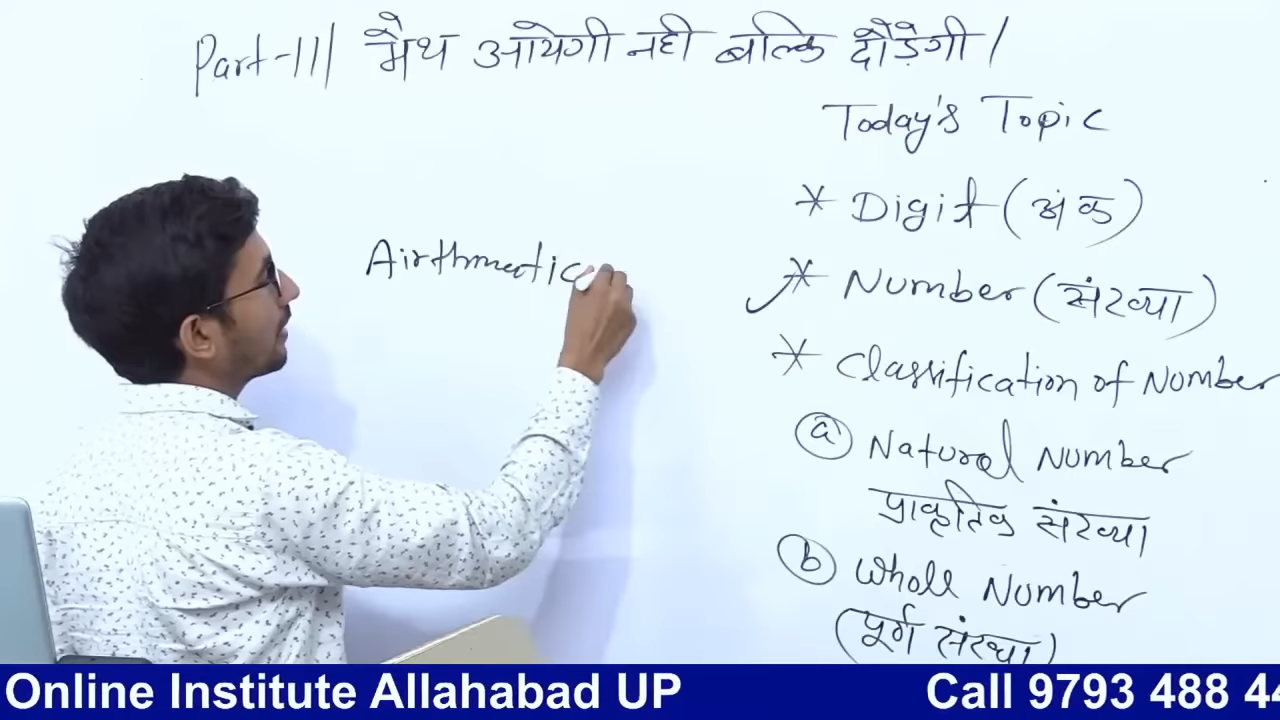 Part-III मैथ आयेगी नही बल्कि दौड़ेगी।
Today's Topic
* Digit (अंक)
Airthmetic
* Number (संख्या)
* Classification of Number
(a) Natural Number
प्राकृतिक संख्या
(b) Whole Number
(पूर्ण संख्या)
Online Institute Allahabad UP Call 9793 488 44